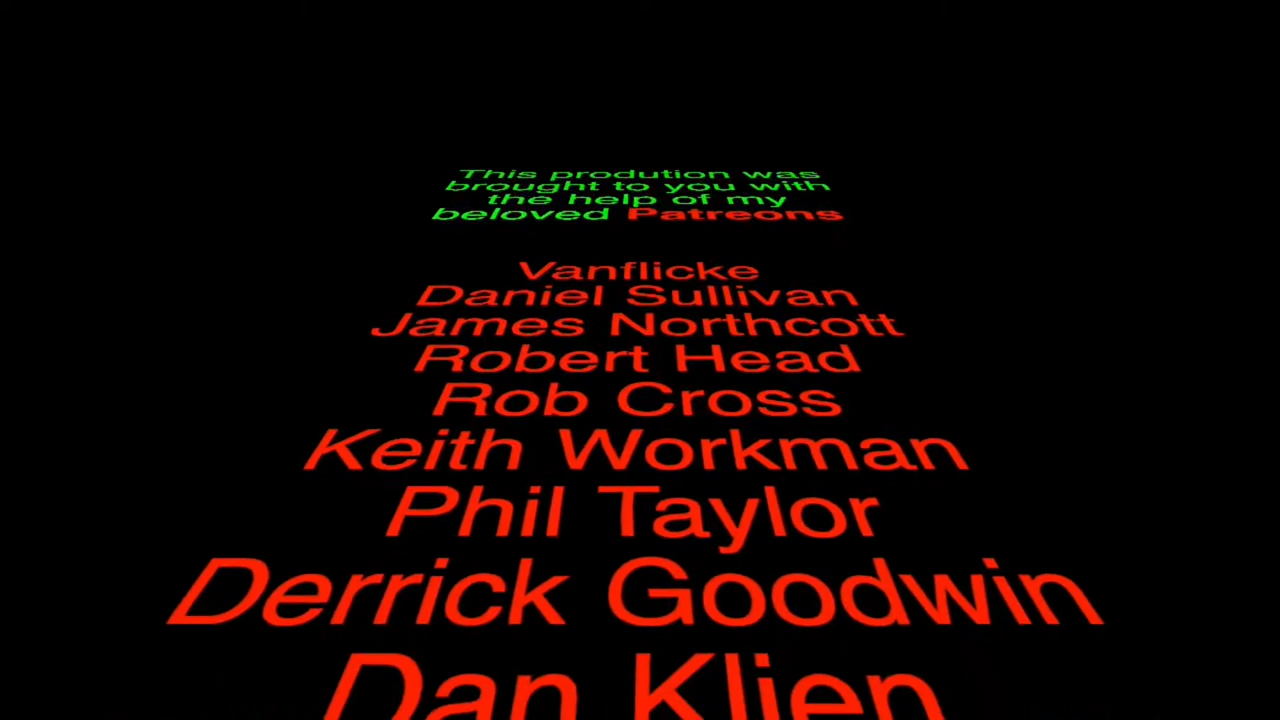 This prodution was
brought to you with
the help of my
beloved Patreons
Vanflicke
Daniel Sullivan
James Northcott
Robert Head
Rob Cross
Keith Workman
Phil Taylor
Derrick Goodwin
Dan Klien